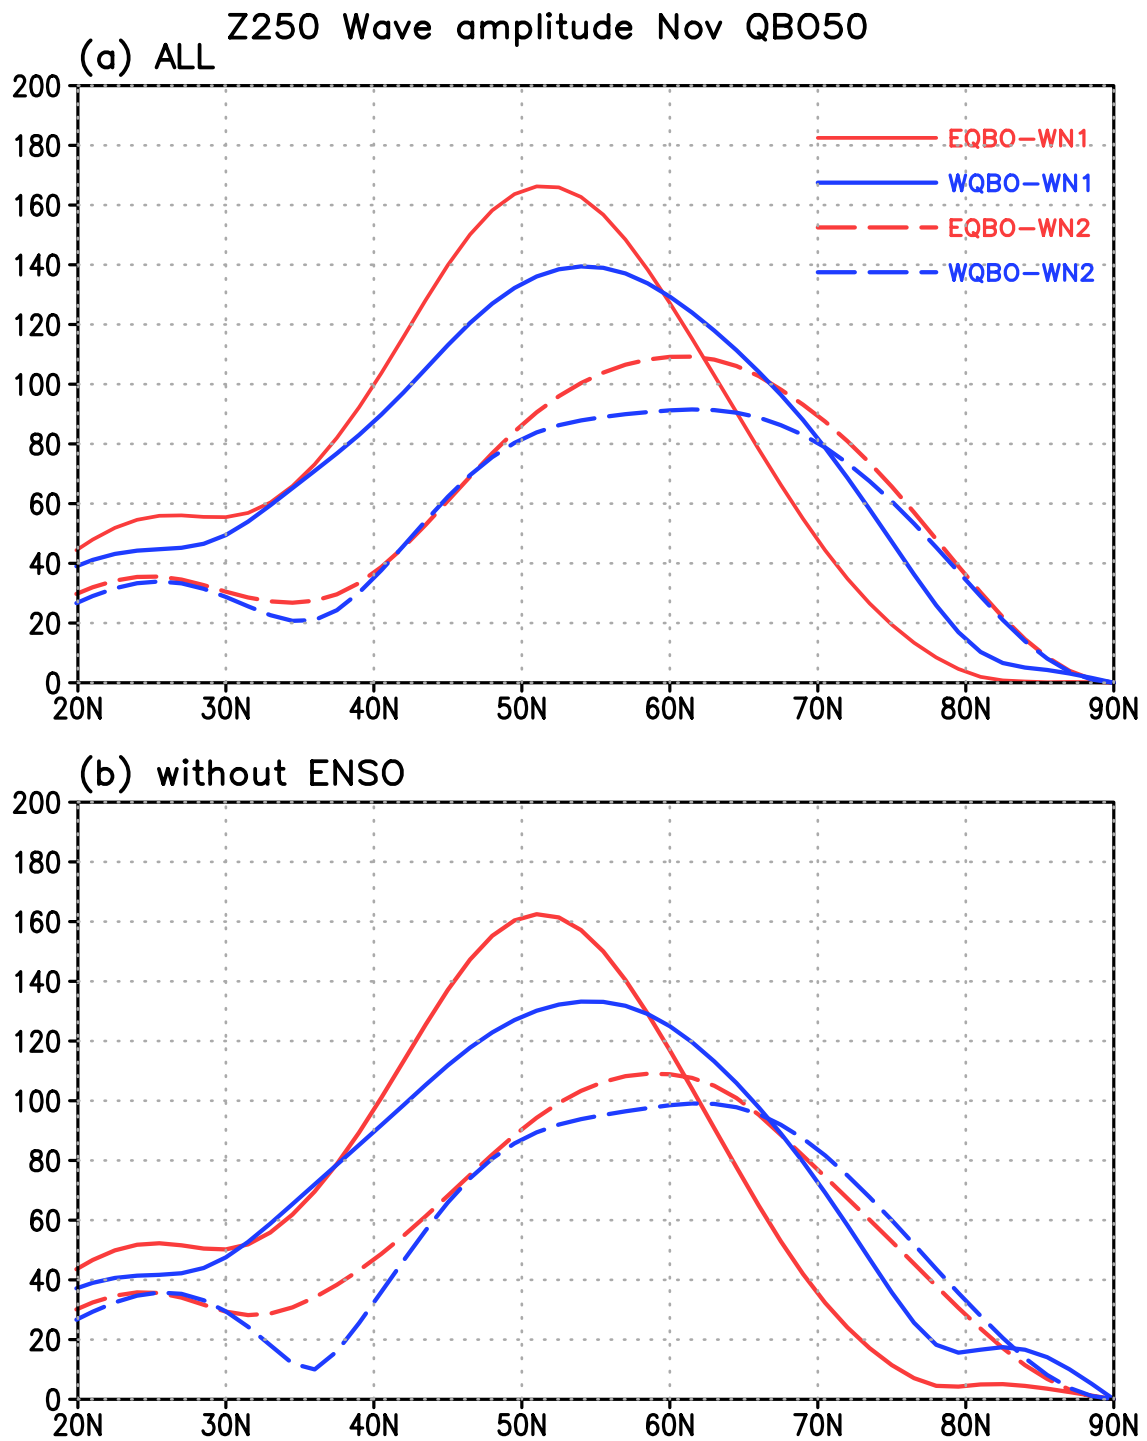 Z250 Wave amplitude Nov QBO50
(a) ALL
200
180
160
140
120
100
80
60
40
20
0
EQBO-WN1
WQBO-WN1
EQBO-WN2
WQBO-WN2
20N 30N 40N 50N 60N 70N 80N 90N
(b) without ENSO
200
180
160
140
120
100
80
60
40
20
0
20N 30N 40N 50N 60N 70N 80N 90N